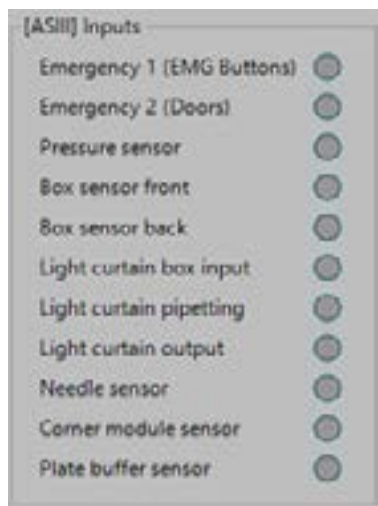 [ASIII] Inputs
Emergency 1 (EMG Buttons)
Emergency 2 (Doors)
Pressure sensor
Box sensor front
Box sensor back
Light curtain box input
Light curtain pipetting
Light curtain output
Needle sensor
Corner module sensor
Plate buffer sensor